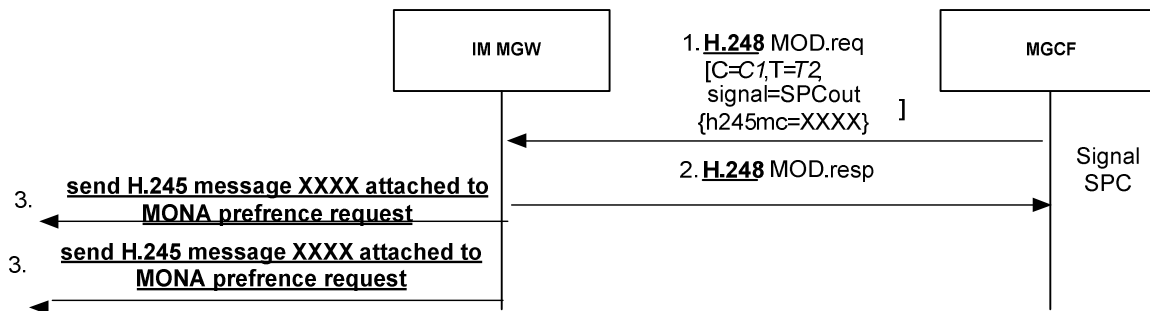 IM MGW
MGCF
1. H.248 MOD.req
[C=C1,T=T2,
signal=SPCout
{h245mc=XXXX}
]
2. H.248 MOD.resp
Signal
SPC
3. send H.245 message XXXX attached to
MONA prefrence request
3. send H.245 message XXXX attached to
MONA prefrence request